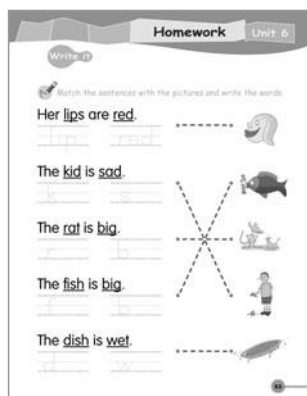 Homework Unit 6
Write it
Match the sentences with the pictures and write the words.
Her lips are red.
lip red
The kid is sad.
k s
The rat is big.
r b
The fish is big.
f b
The dish is wet.
d w